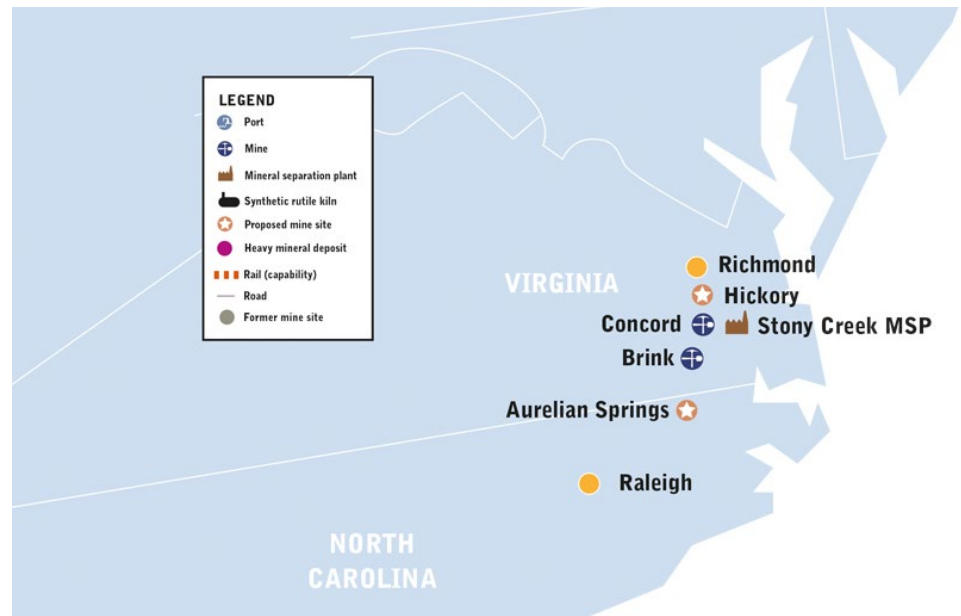 LEGEND
Port
Mine
Mineral separation plant
Synthetic rutile kiln
Proposed mine site
Heavy mineral deposit
Rail (capability)
Road
Former mine site
VIRGINIA
Richmond
Hickory
Concord
Stony Creek MSP
Brink
Aurelian Springs
Raleigh
NORTH
CAROLINA